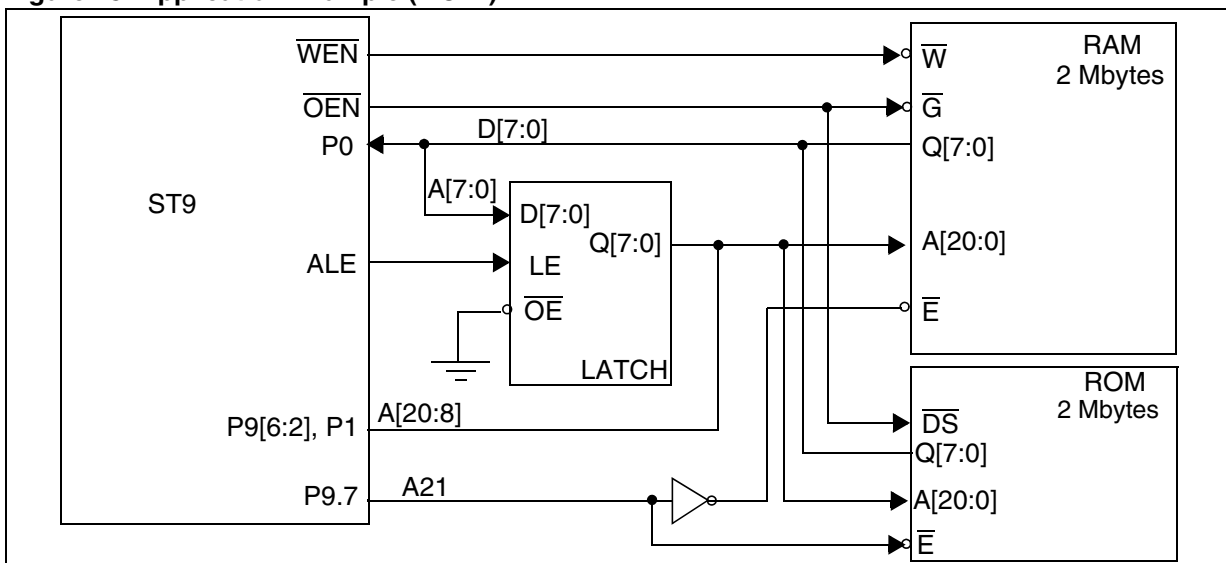 WEN
OEN
P0
ST9
ALE
P9[6:2], P1
P9.7
D[7:0]
A[7:0]
D[7:0]
Q[7:0]
LE
OE
LATCH
A[20:8]
A21
RAM
2 Mbytes
W
G
Q[7:0]
A[20:0]
E
ROM
2 Mbytes
DS
Q[7:0]
A[20:0]
E